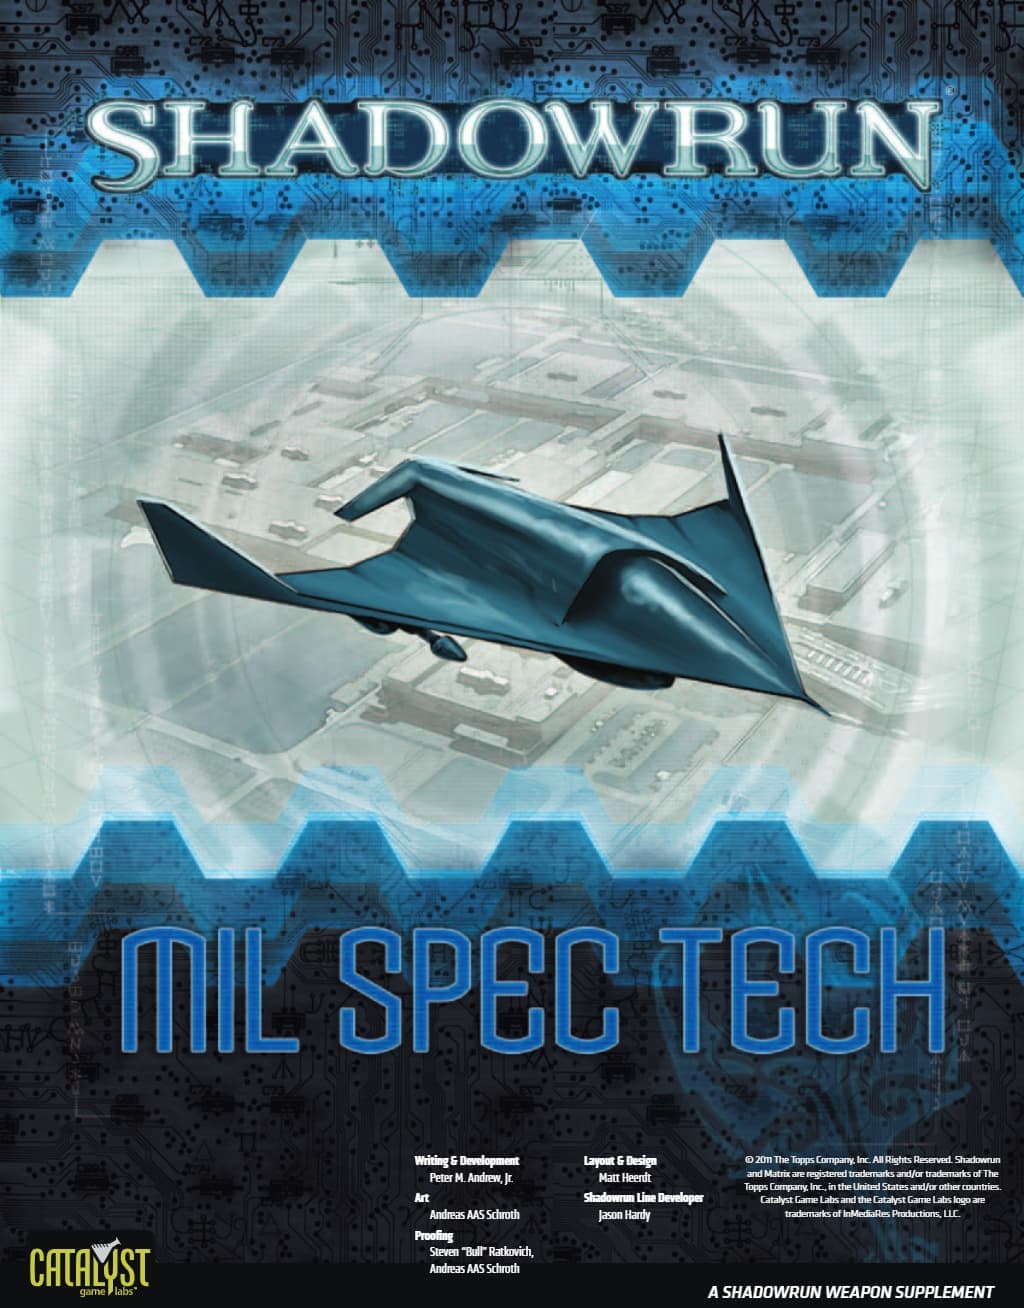 SHADOWRUN®
MIL SPEC TECH
Writing & Development
Peter M. Andrew, Jr.
Art
Andreas AAS Schroth
Proofing
Steven "Bull" Ratkovich,
Andreas AAS Schroth
Layout & Design
Matt Heerdt
Shadowrun Line Developer
Jason Hardy
© 2011 The Topps Company, Inc. All Rights Reserved. Shadowrun
and Matrix are registered trademarks and/or trademarks of The
Topps Company, Inc., in the United States and/or other countries.
Catalyst Game Labs and the Catalyst Game Labs logo are
trademarks of InMediaRes Productions, LLC.
CATALYST
game labs
A SHADOWRUN WEAPON SUPPLEMENT